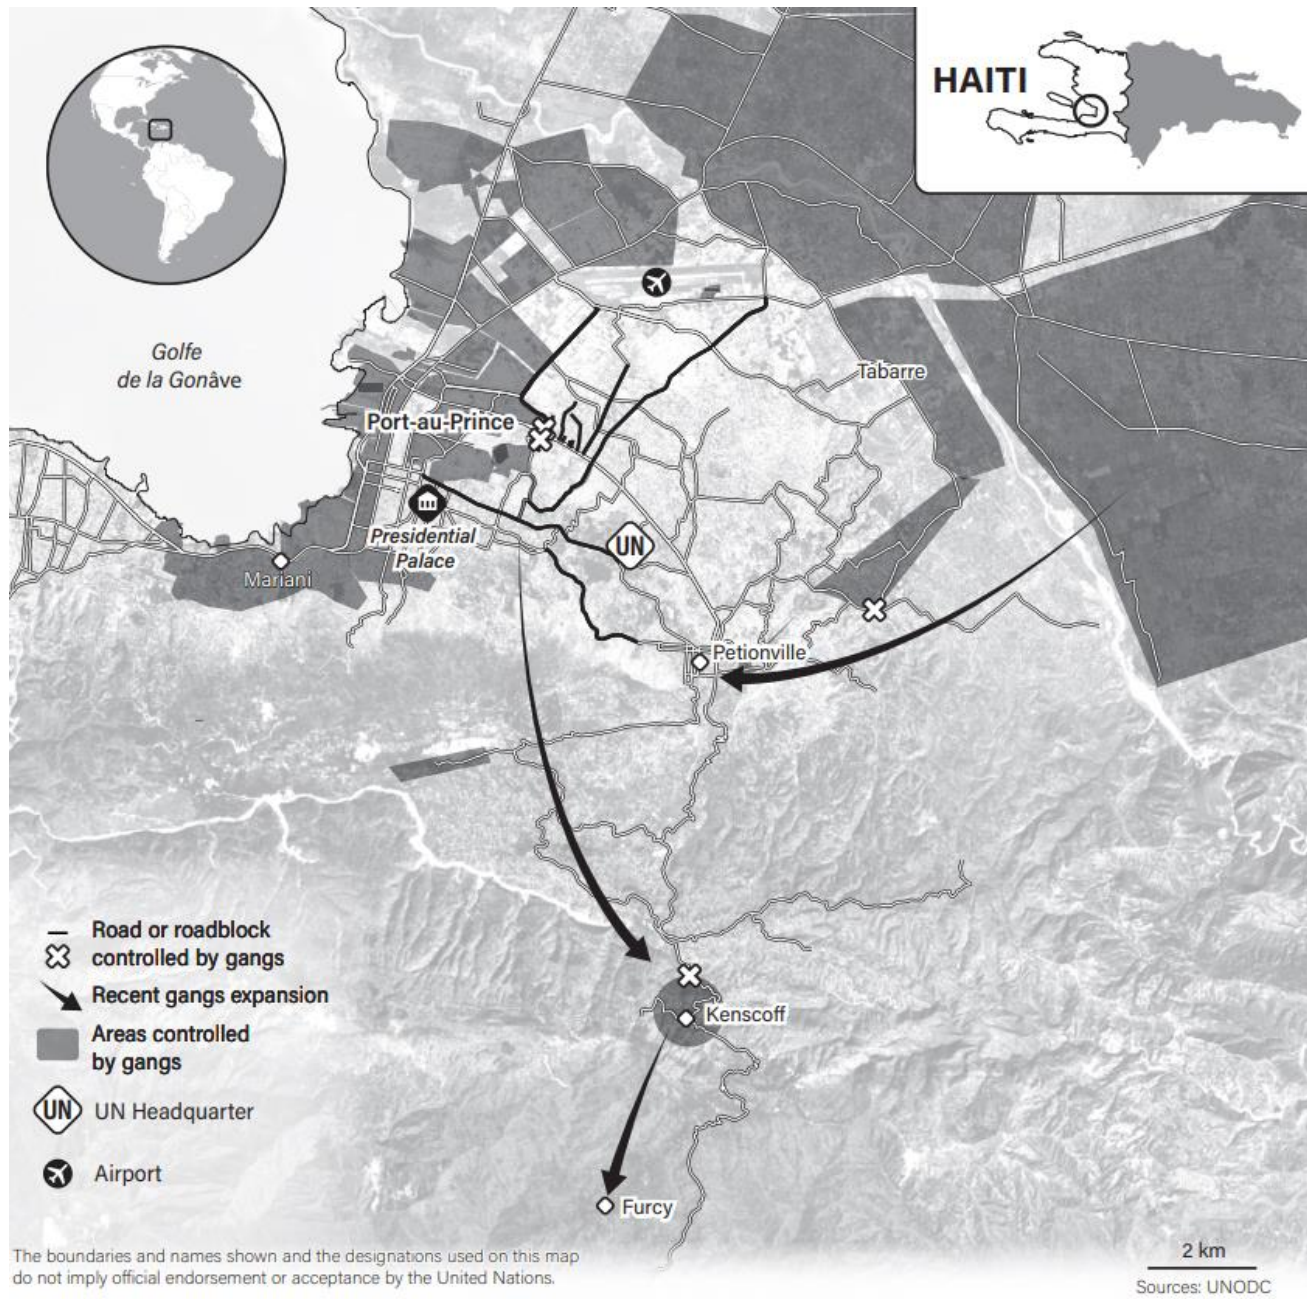 HAITI
Golfe
de la Gonâve
Tabarre
Port-au-Prince
Presidential
Palace
UN
Mariani
Petionville
Road or roadblock
controlled by gangs
Recent gangs expansion
Areas controlled
by gangs
UN
UN Headquarter
Airport
Kenscoff
Furcy
The boundaries and names shown and the designations used on this map
do not imply official endorsement or acceptance by the United Nations.
2 km
Sources: UNODC